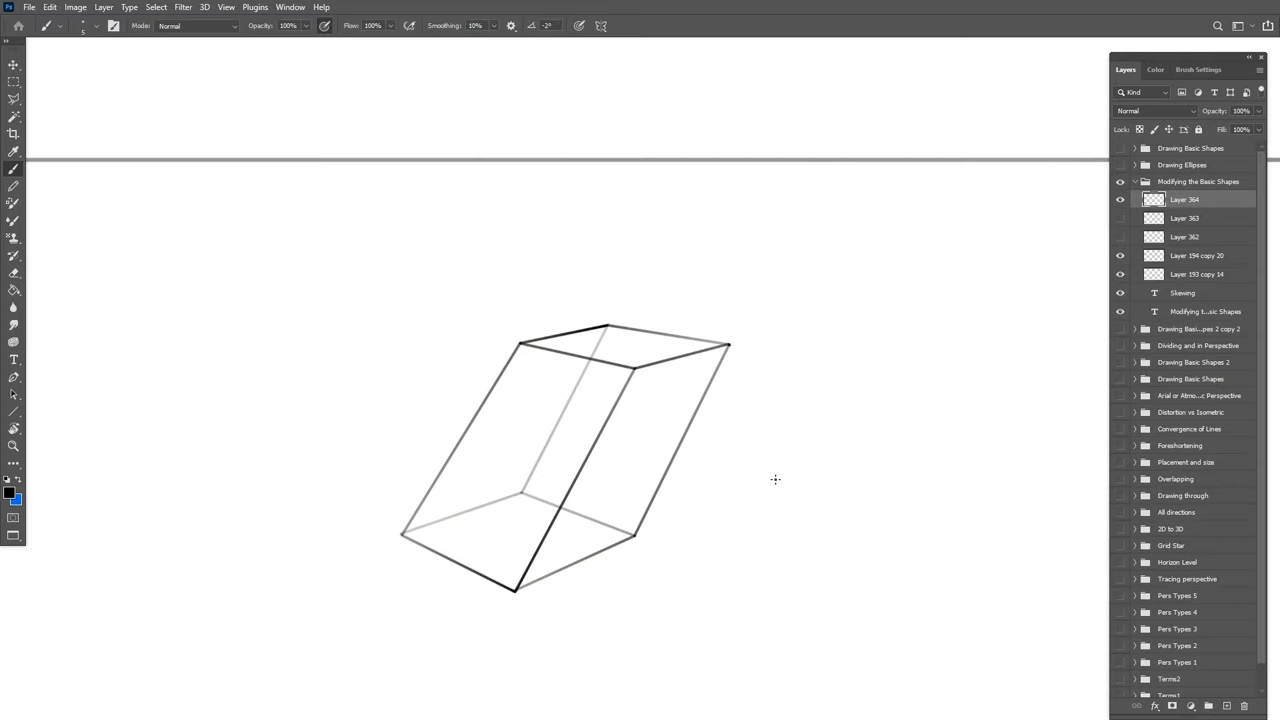 Ps File Edit Image Layer Type Select Filter 3D View Plugins Window Help
5 Mode: Normal Opacity: 100% Flow: 100% Smoothing: 10% -2°
Layers Color Brush Settings
Kind
Normal Opacity: 100%
Lock: Fill: 100%
Drawing Basic Shapes
Drawing Ellipses
Modifying the Basic Shapes
Layer 364
Layer 363
Layer 362
Layer 194 copy 20
Layer 193 copy 14
T Skewing
T Modifying t...sic Shapes
Drawing Basi...pes 2 copy 2
Dividing and in Perspective
Drawing Basic Shapes 2
Drawing Basic Shapes
Arial or Atmo...c Perspective
Distortion vs Isometric
Convergence of Lines
Foreshortening
Placement and size
Overlapping
Drawing through
All directions
2D to 3D
Grid Star
Horizon Level
Tracing perspective
Pers Types 5
Pers Types 4
Pers Types 3
Pers Types 2
Pers Types 1
Terms2
Terms1
fx